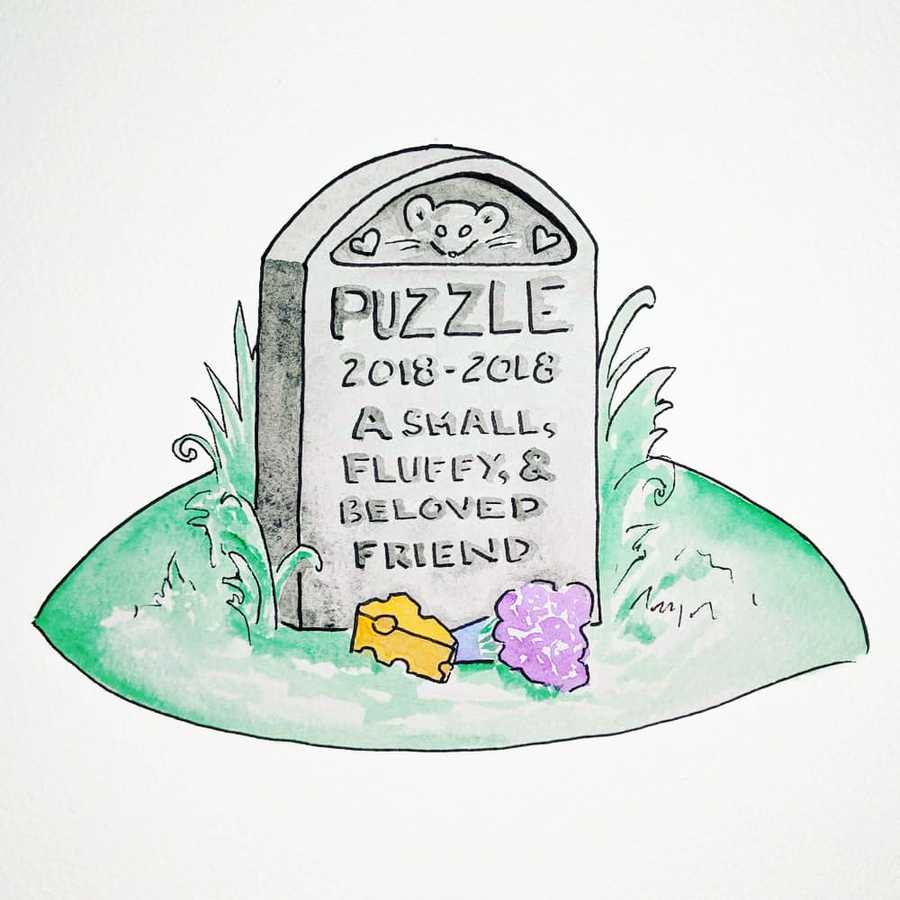 PUZZLE
2018-2018
A SMALL,
FLUFFY, &
BELOVED
FRIEND